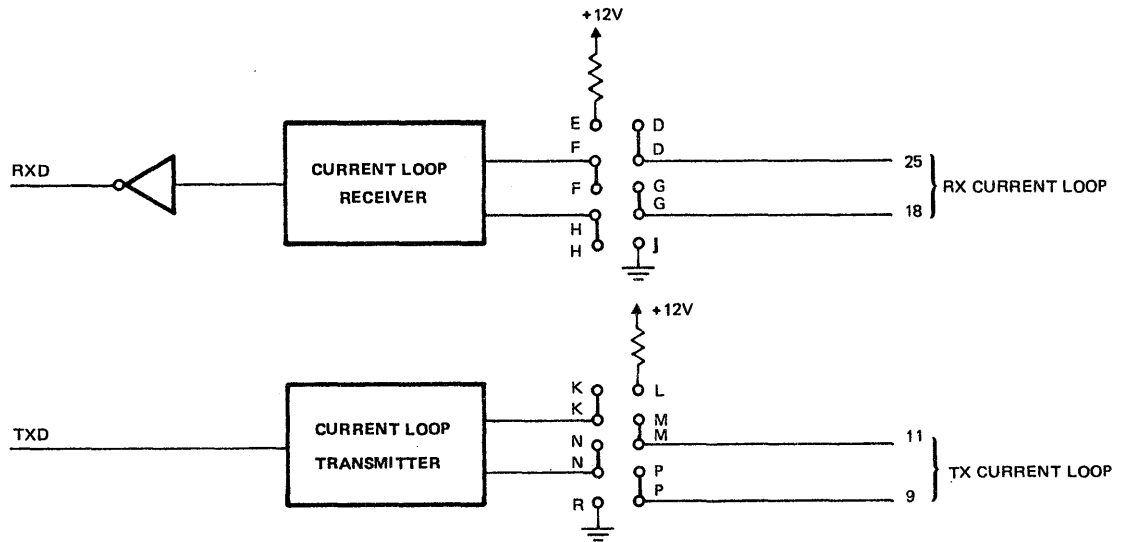 +12V
E D
F D
RXD
CURRENT LOOP
RECEIVER
25
RX CURRENT LOOP
F G
G
18
H
H J
+12V
K L
K M
TXD
CURRENT LOOP
TRANSMITTER
M
11
N
N P
TX CURRENT LOOP
P
9
R